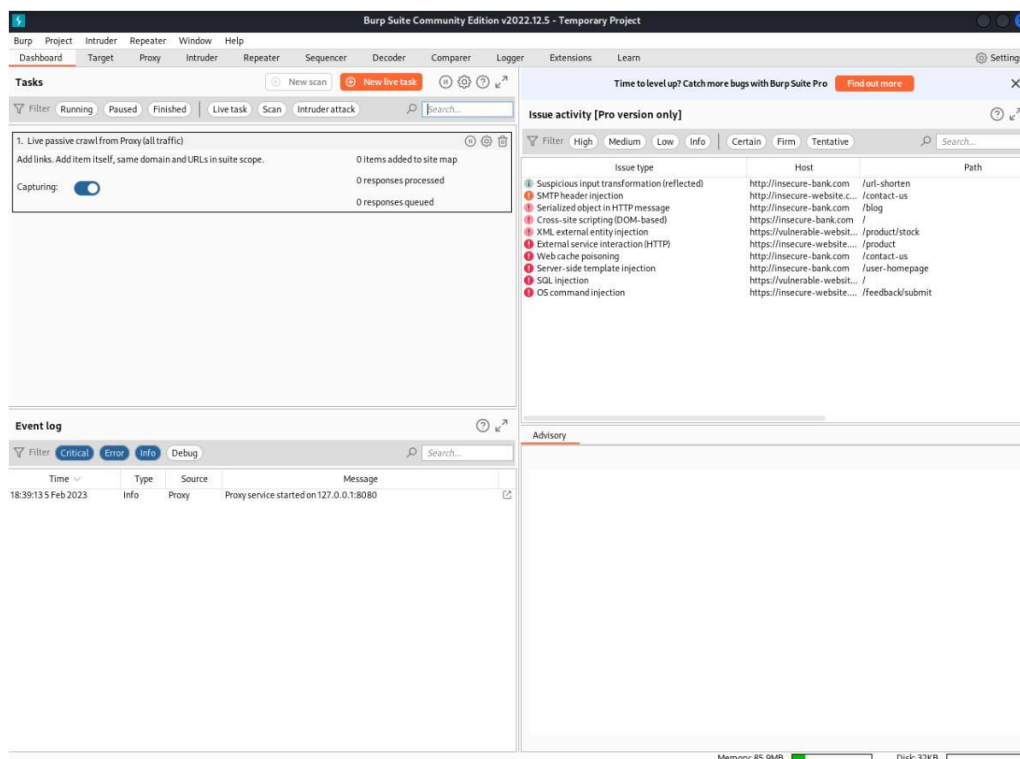 Burp Suite Community Edition v2022.12.5 - Temporary Project
Burp Project Intruder Repeater Window Help
Dashboard Target Proxy Intruder Repeater Sequencer Decoder Comparer Logger Extensions Learn Setting
Tasks New scan New live task
Filter Running Paused Finished Live task Scan Intruder attack Search...
1. Live passive crawl from Proxy (all traffic)
Add links. Add item itself, same domain and URLs in suite scope. 0 items added to site map
Capturing: 0 responses processed
0 responses queued
Event log
Filter Critical Error Info Debug Search...
Time Type Source Message
18:39:13 5 Feb 2023 Info Proxy Proxy service started on 127.0.0.1:8080
Time to level up? Catch more bugs with Burp Suite Pro Find out more
Issue activity [Pro version only]
Filter High Medium Low Info Certain Firm Tentative Search...
Issue type Host Path
Suspicious input transformation (reflected) http://insecure-bank.com /url-shorten
SMTP header injection http://insecure-website.c... /contact-us
Serialized object in HTTP message http://insecure-bank.com /blog
Cross-site scripting (DOM-based) https://insecure-bank.com /
XML external entity injection https://vulnerable-websit... /product/stock
External service interaction (HTTP) https://insecure-website.... /product
Web cache poisoning http://insecure-bank.com /contact-us
Server-side template injection http://insecure-bank.com /user-homepage
SQL injection https://vulnerable-websit... /
OS command injection https://insecure-website.... /feedback/submit
Advisory
Memory: 85.9MB Disk: 32KB